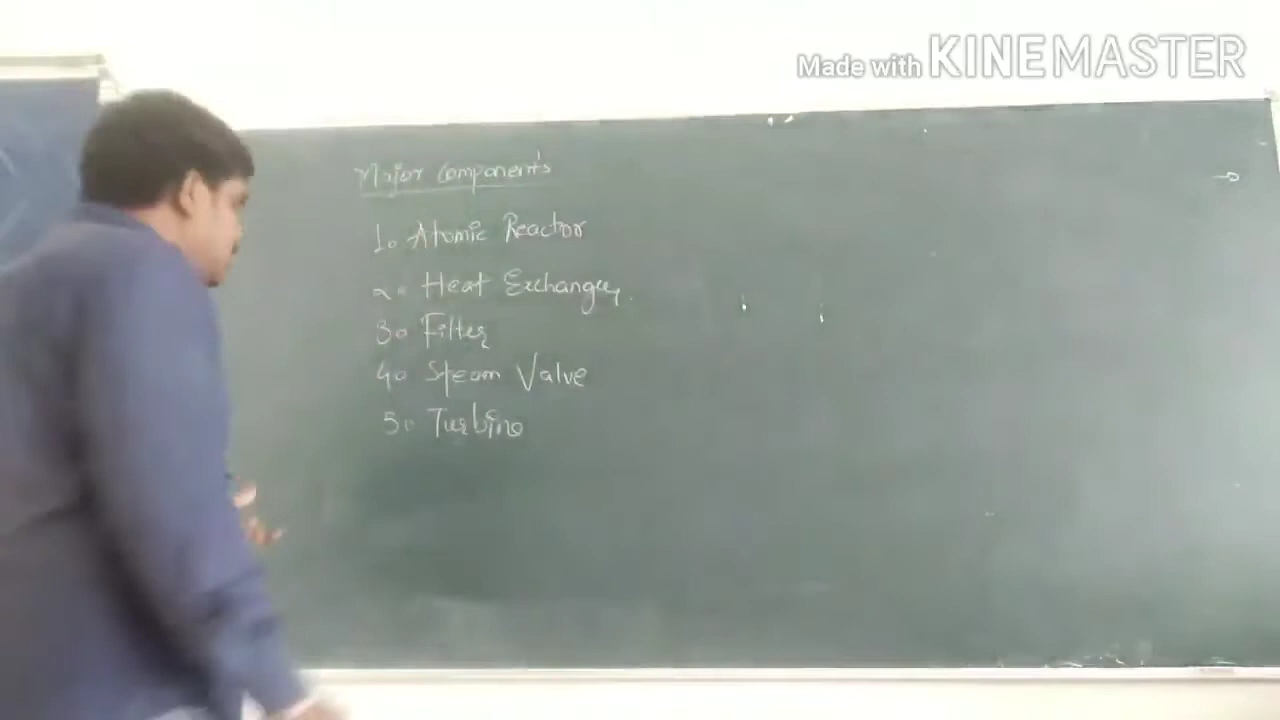 Made with KINEMASTER
Major Components
1. Atomic Reactor
2. Heat Exchanger.
3. Filter
4. Steam Valve
5. Turbine